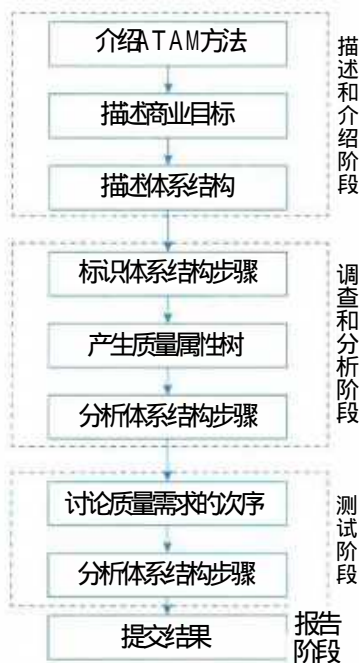 介绍ATAM方法
描述商业目标
描述体系结构
描述和介绍阶段
标识体系结构步骤
产生质量属性树
分析体系结构步骤
调查和分析阶段
讨论质量需求的次序
分析体系结构步骤
测试阶段
提交结果
报告
阶段